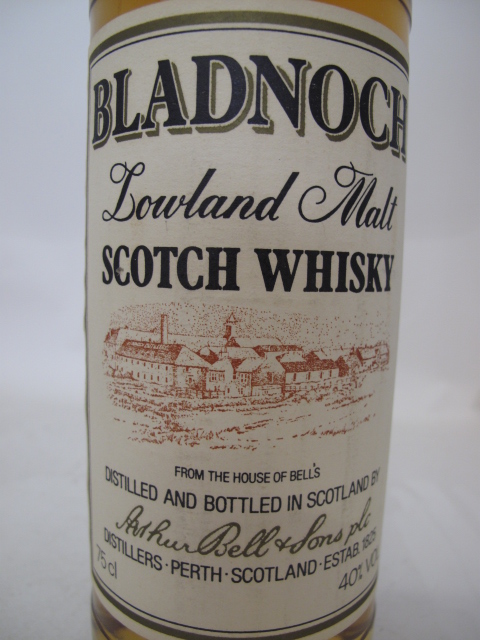 BLADNOCH
Lowland Malt
SCOTCH WHISKY
FROM THE HOUSE OF BELL'S
DISTILLED AND BOTTLED IN SCOTLAND BY
Arthur Bell & Sons plc
DISTILLERS · PERTH · SCOTLAND · ESTAB. 1825
75 cl 40% VOL